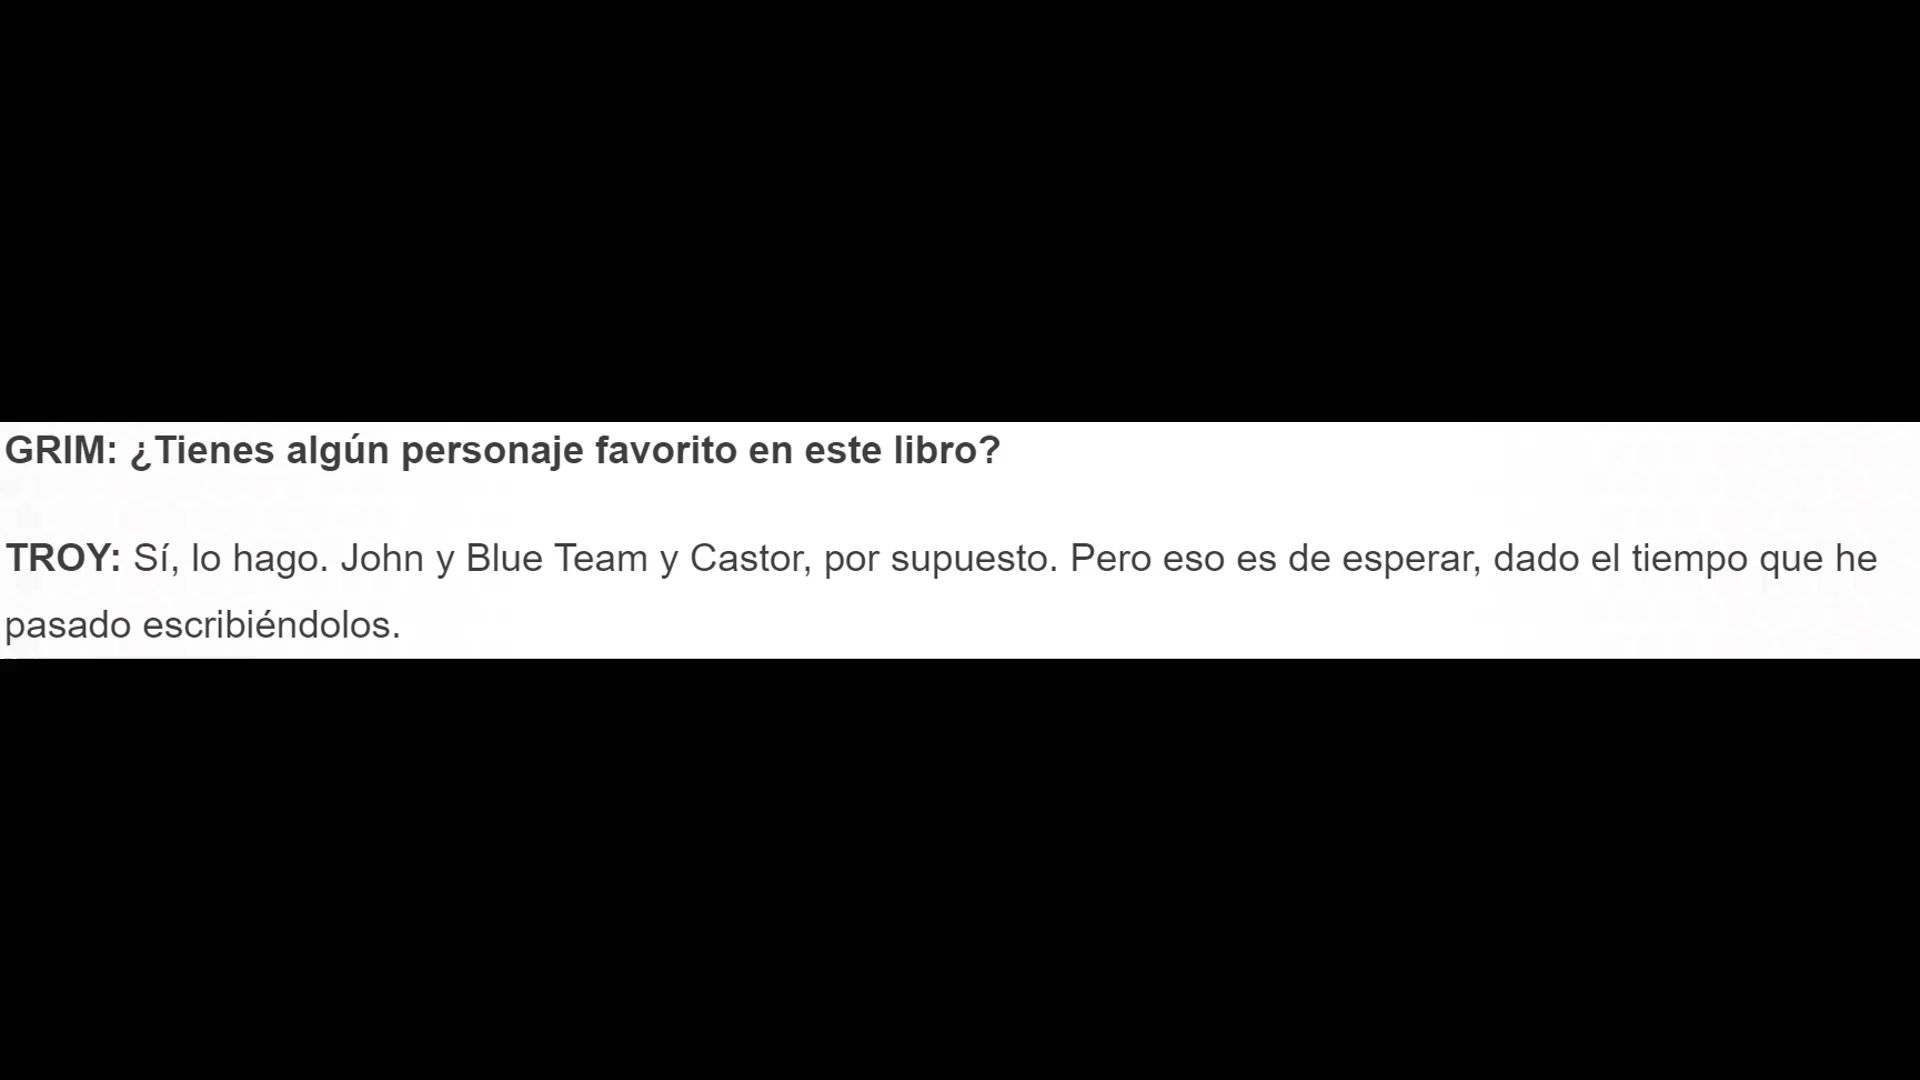 GRIM: ¿Tienes algún personaje favorito en este libro?
TROY: Sí, lo hago. John y Blue Team y Castor, por supuesto. Pero eso es de esperar, dado el tiempo que he
pasado escribiéndolos.